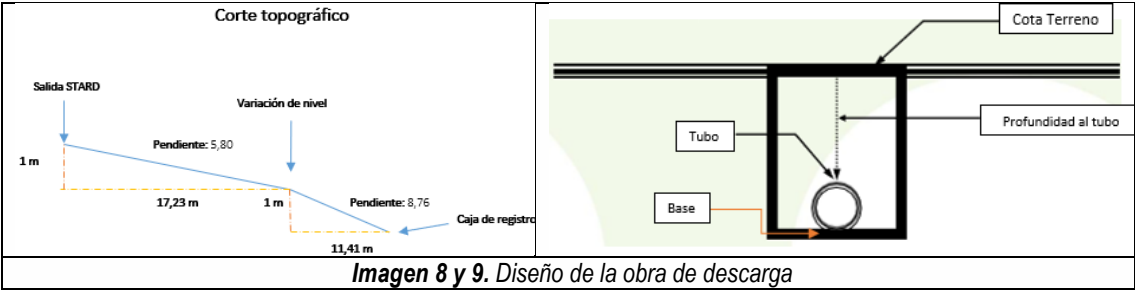 Corte topográfico
Salida STARD
Variación de nivel
Pendiente: 5,80
1 m
17,23 m
1 m
Pendiente: 8,76
Caja de registro
11,41 m
Cota Terreno
Profundidad al tubo
Tubo
Base
Imagen 8 y 9. Diseño de la obra de descarga